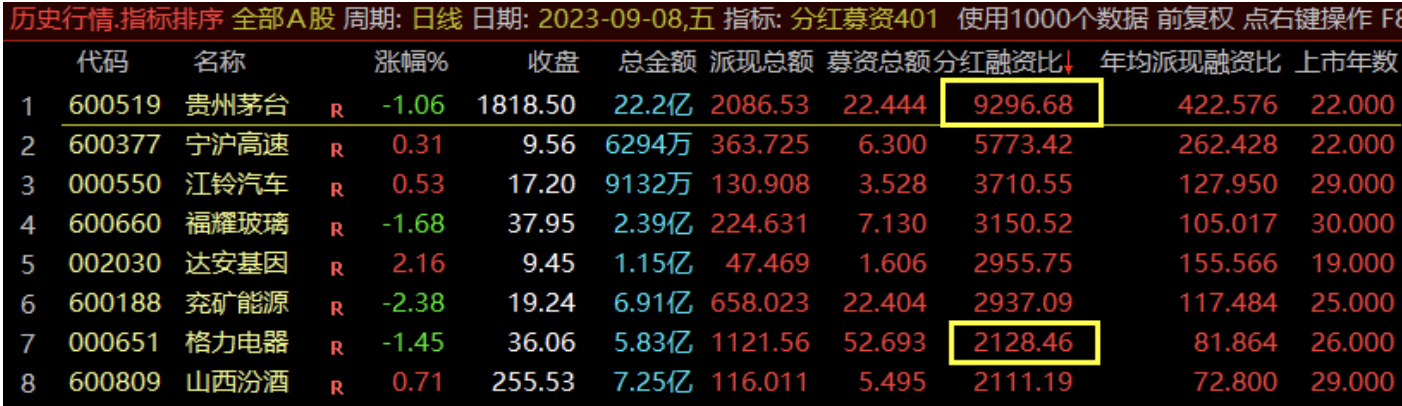 历史行情.指标排序 全部A股 周期: 日线 日期: 2023-09-08,五 指标: 分红募资401 使用1000个数据 前复权 点右键操作 F8
代码 名称 涨幅% 收盘 总金额 派现总额 募资总额 分红融资比↓ 年均派现融资比 上市年数
1 600519 贵州茅台 R -1.06 1818.50 22.2亿 2086.53 22.444 9296.68 422.576 22.000
2 600377 宁沪高速 R 0.31 9.56 6294万 363.725 6.300 5773.42 262.428 22.000
3 000550 江铃汽车 R 0.53 17.20 9132万 130.908 3.528 3710.55 127.950 29.000
4 600660 福耀玻璃 R -1.68 37.95 2.39亿 224.631 7.130 3150.52 105.017 30.000
5 002030 达安基因 R 2.16 9.45 1.15亿 47.469 1.606 2955.75 155.566 19.000
6 600188 兖矿能源 R -2.38 19.24 6.91亿 658.023 22.404 2937.09 117.484 25.000
7 000651 格力电器 R -1.45 36.06 5.83亿 1121.56 52.693 2128.46 81.864 26.000
8 600809 山西汾酒 R 0.71 255.53 7.25亿 116.011 5.495 2111.19 72.800 29.000